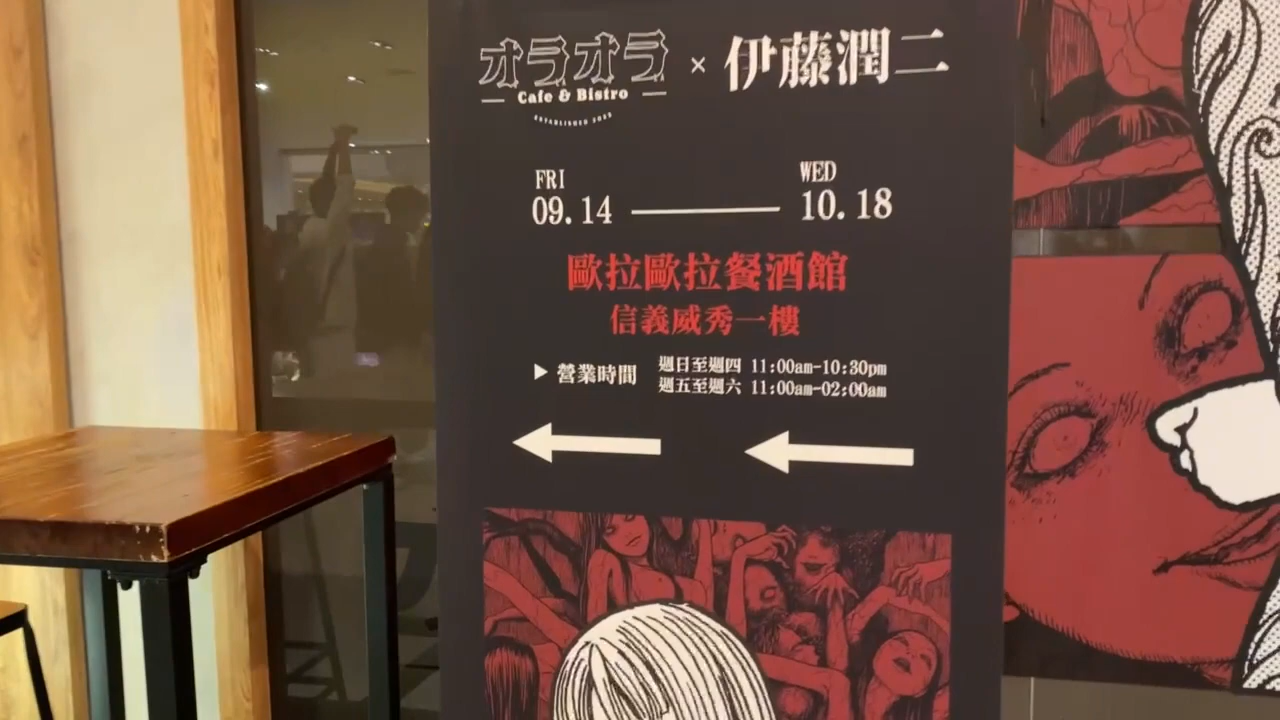 オラオラ × 伊藤潤二
Cafe & Bistro
ESTABLISHED 2022
FRI
09.14
WED
10.18
歐拉歐拉餐酒館
信義威秀一樓
▶ 營業時間
週日至週四 11:00am-10:30pm
週五至週六 11:00am-02:00am